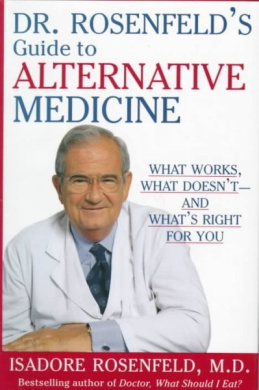 DR. ROSENFELD'S
Guide to
ALTERNATIVE
MEDICINE
WHAT WORKS,
WHAT DOESN'T—
AND
WHAT'S RIGHT
FOR YOU
ISADORE ROSENFELD, M.D.
Bestselling author of Doctor, What Should I Eat?